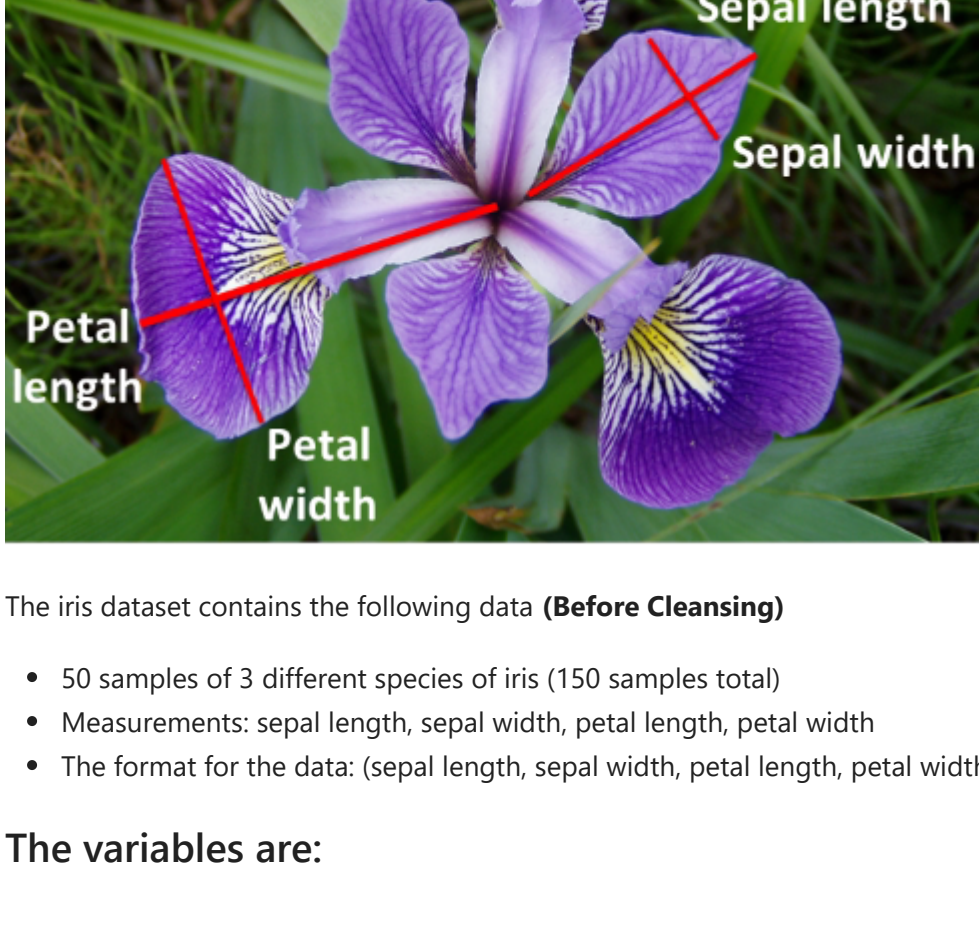 Sepal length
Sepal width
Petal
length
Petal
width
The iris dataset contains the following data (Before Cleansing)
50 samples of 3 different species of iris (150 samples total)
Measurements: sepal length, sepal width, petal length, petal width
The format for the data: (sepal length, sepal width, petal length, petal width
The variables are: